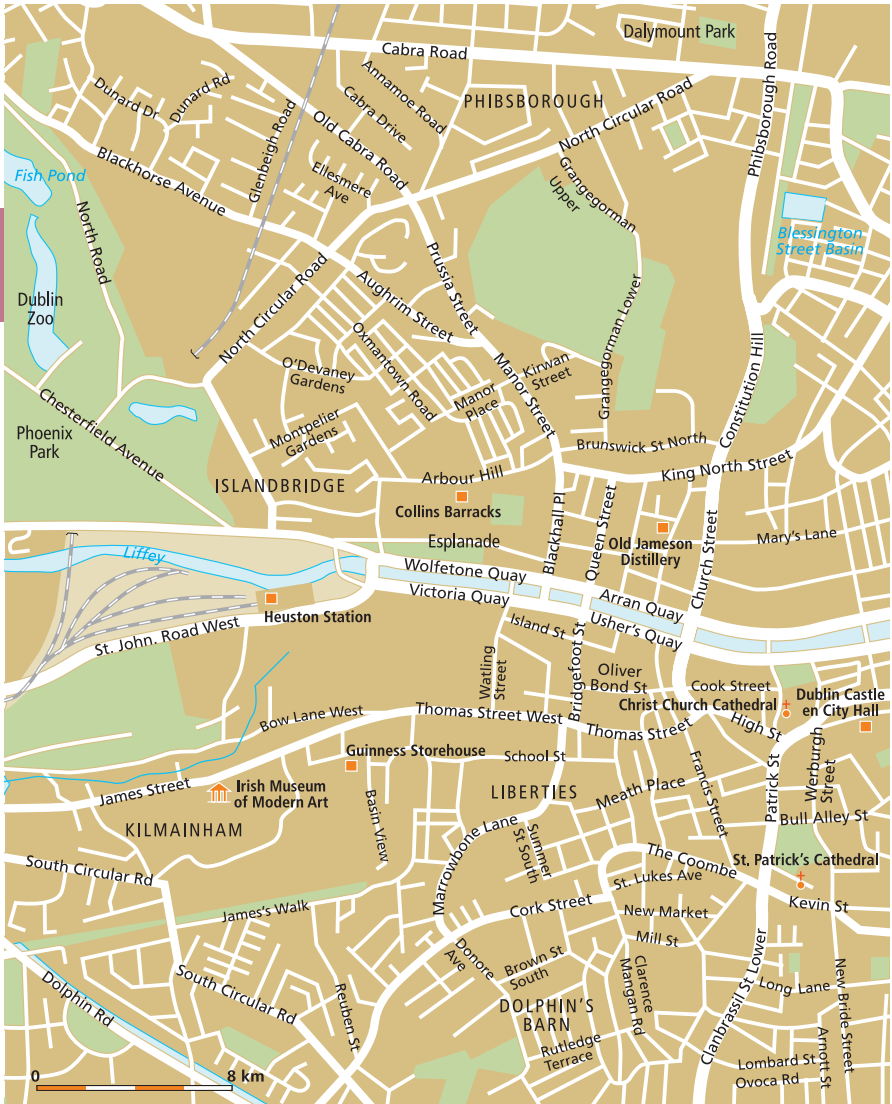 Dalymount Park
Cabra Road
Phibsborough Road
Dunard Dr
Dunard Rd
Annamoe Road
Cabra Drive
PHIBSBOROUGH
North Circular Road
Glenbeigh Road
Old Cabra Road
Blackhorse Avenue
Ellesmere
Ave
Grangegorman
Upper
Fish Pond
North Road
Blessington
Street Basin
Prussia Street
Dublin
Zoo
North Circular Road
Aughrim Street
Grangegorman Lower
O'Devaney
Gardens
Oxmantown Road
Manor Street
Kirwan
Street
Manor
Place
Constitution Hill
Chesterfield Avenue
Phoenix
Park
Montpelier
Gardens
Brunswick St North
King North Street
ISLANDBRIDGE
Arbour Hill
Collins Barracks
Blackhall Pl
Queen Street
Old Jameson
Distillery
Church Street
Mary's Lane
Esplanade
Liffey
Wolfetone Quay
Victoria Quay
Arran Quay
Usher's Quay
Heuston Station
St. John. Road West
Island St
Watling
Street
Bridgefoot St
Oliver
Bond St
Cook Street
Christ Church Cathedral
Dublin Castle
en City Hall
High St
Bow Lane West
Thomas Street West
Thomas Street
Guinness Storehouse
School St
Francis Street
Patrick St
Werburgh
Street
James Street
Irish Museum
of Modern Art
LIBERTIES
Meath Place
KILMAINHAM
Basin View
Marrowbone Lane
Summer
St South
Bull Alley St
The Coombe
St. Patrick's Cathedral
South Circular Rd
St. Lukes Ave
Kevin St
James's Walk
Cork Street
New Market
Mill St
Donore
Ave
Brown St
South
Clarence
Mangan Rd
Clanbrassil St Lower
Long Lane
New Bride Street
Dolphin Rd
South Circular Rd
Reuben St
DOLPHIN'S
BARN
Rutledge
Terrace
Lombard St
Arnott St
Ovoca Rd
0
8 km